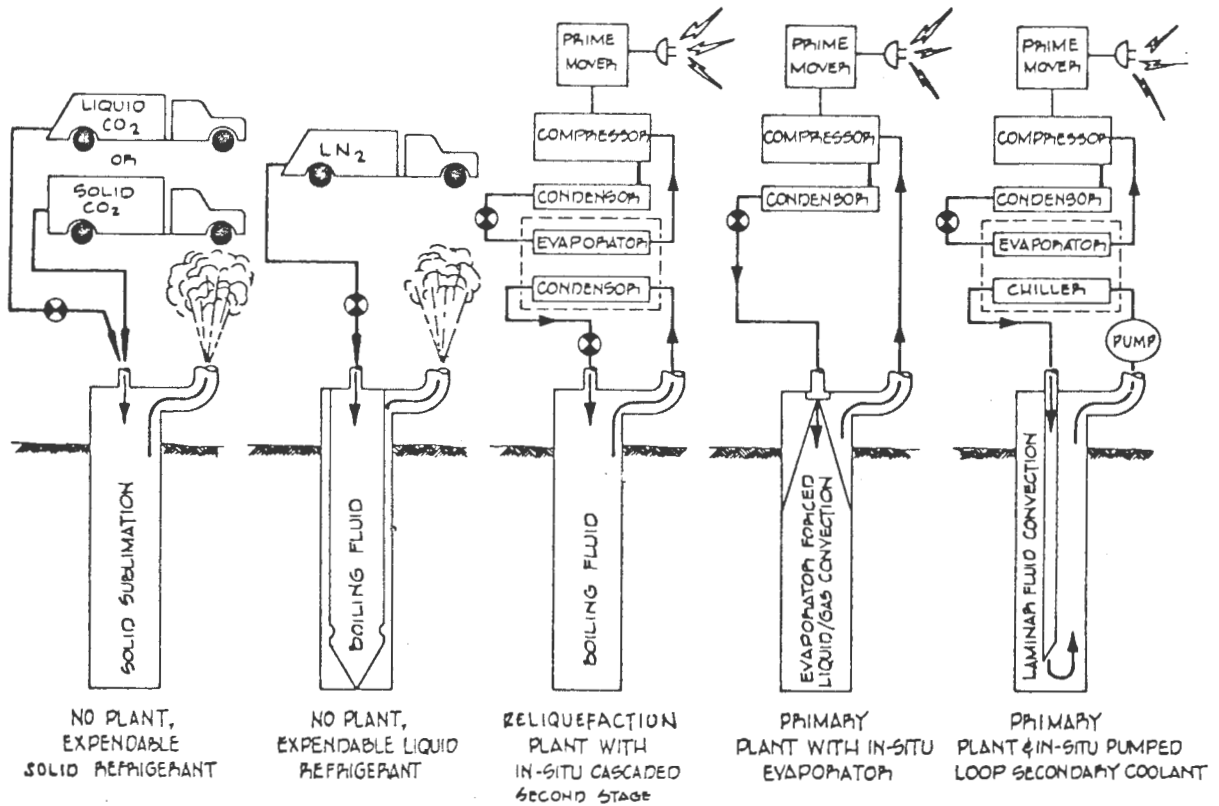 LIQUID
CO2
OR
SOLID
CO2
SOLID SUBLIMATION
NO PLANT,
EXPENDABLE
SOLID REFRIGERANT
LN2
BOILING FLUID
NO PLANT,
EXPENDABLE LIQUID
REFRIGERANT
PRIME
MOVER
COMPRESSOR
CONDENSOR
EVAPORATOR
CONDENSOR
BOILING FLUID
RELIQUEFACTION
PLANT WITH
IN-SITU CASCADED
SECOND STAGE
PRIME
MOVER
COMPRESSOR
CONDENSOR
EVAPORATOR FORCED
LIQUID/GAS CONVECTION
PRIMARY
PLANT WITH IN-SITU
EVAPORATOR
PRIME
MOVER
COMPRESSOR
CONDENSOR
EVAPORATOR
CHILLER
PUMP
LAMINAR FLUID CONVECTION
PRIMARY
PLANT & IN-SITU PUMPED
LOOP SECONDARY COOLANT